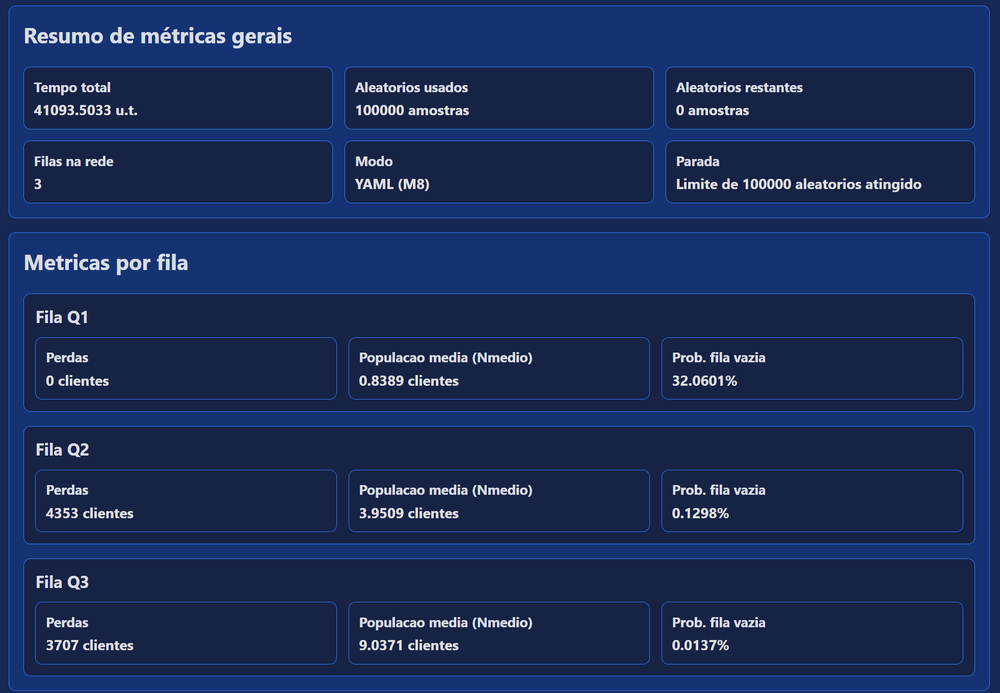 Resumo de métricas gerais
Tempo total
41093.5033 u.t.
Aleatorios usados
100000 amostras
Aleatorios restantes
0 amostras
Filas na rede
3
Modo
YAML (M8)
Parada
Limite de 100000 aleatorios atingido
Metricas por fila
Fila Q1
Perdas
0 clientes
Populacao media (Nmedio)
0.8389 clientes
Prob. fila vazia
32.0601%
Fila Q2
Perdas
4353 clientes
Populacao media (Nmedio)
3.9509 clientes
Prob. fila vazia
0.1298%
Fila Q3
Perdas
3707 clientes
Populacao media (Nmedio)
9.0371 clientes
Prob. fila vazia
0.0137%